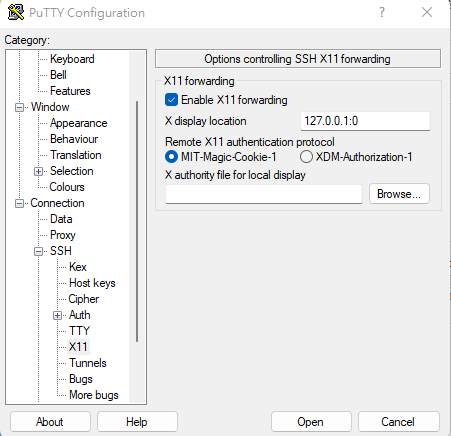 PuTTY Configuration
?
Category:
Keyboard
Bell
Features
Window
Appearance
Behaviour
Translation
Selection
Colours
Connection
Data
Proxy
SSH
Kex
Host keys
Cipher
Auth
TTY
X11
Tunnels
Bugs
More bugs
Options controlling SSH X11 forwarding
X11 forwarding
Enable X11 forwarding
X display location 127.0.0.1:0
Remote X11 authentication protocol
MIT-Magic-Cookie-1 XDM-Authorization-1
X authority file for local display
Browse...
About Help Open Cancel